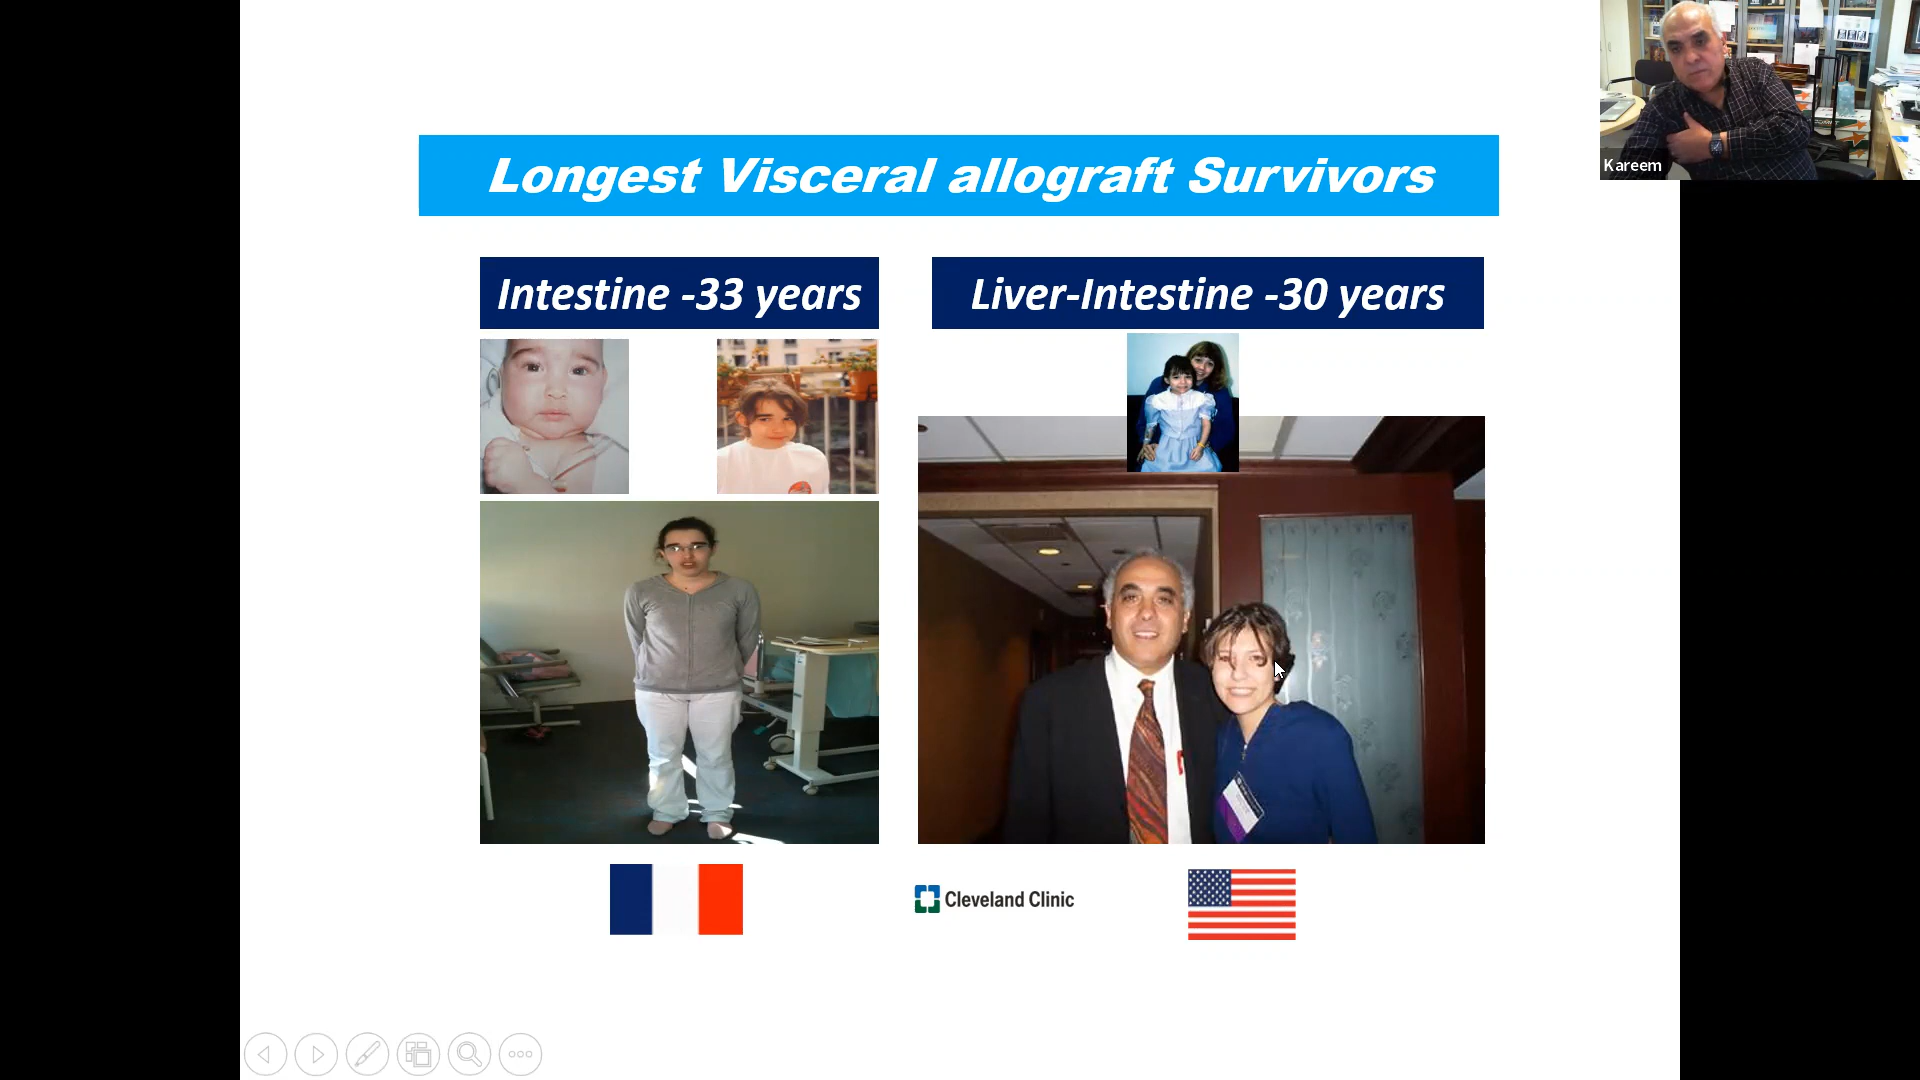 Longest Visceral allograft Survivors
Intestine -33 years
Liver-Intestine -30 years
Cleveland Clinic
Kareem